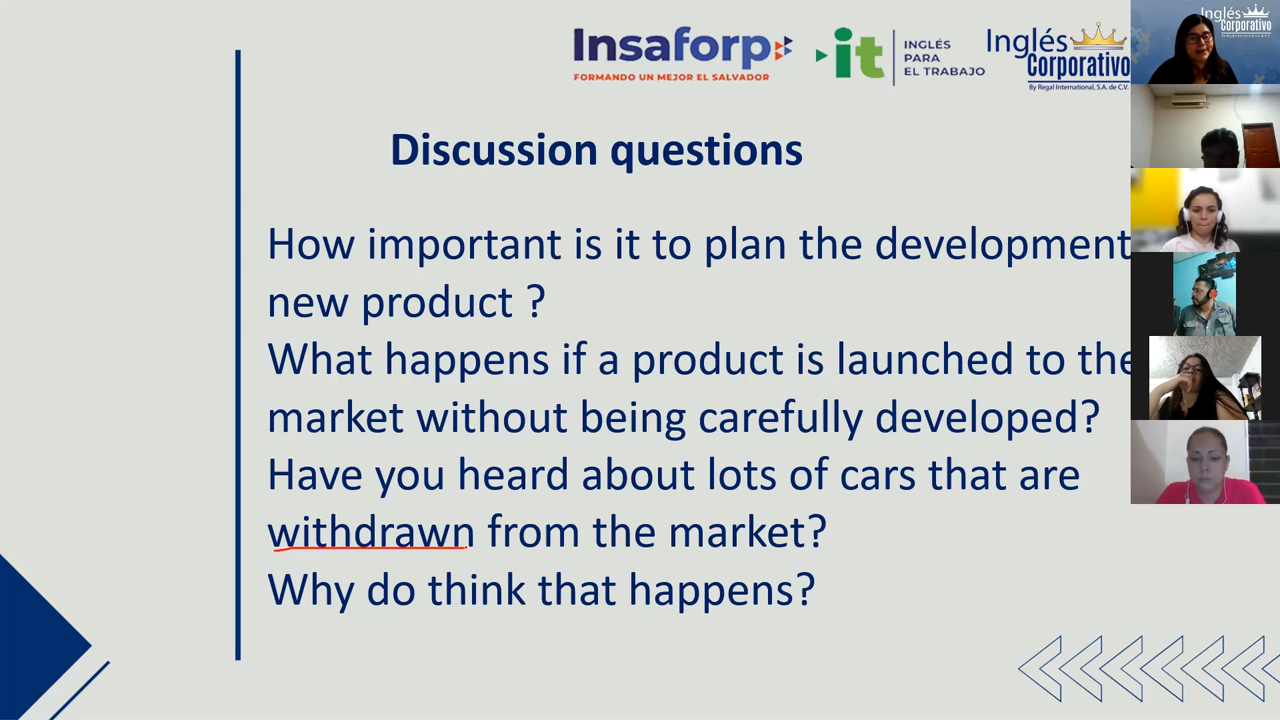 Insaforp
FORMANDO UN MEJOR EL SALVADOR
it
INGLÉS
PARA
EL TRABAJO
Inglés
Corporativo
By Regal International, S.A. de C.V.
Inglés
Corporativo
Discussion questions
How important is it to plan the development
new product ?
What happens if a product is launched to the
market without being carefully developed?
Have you heard about lots of cars that are
withdrawn from the market?
Why do think that happens?